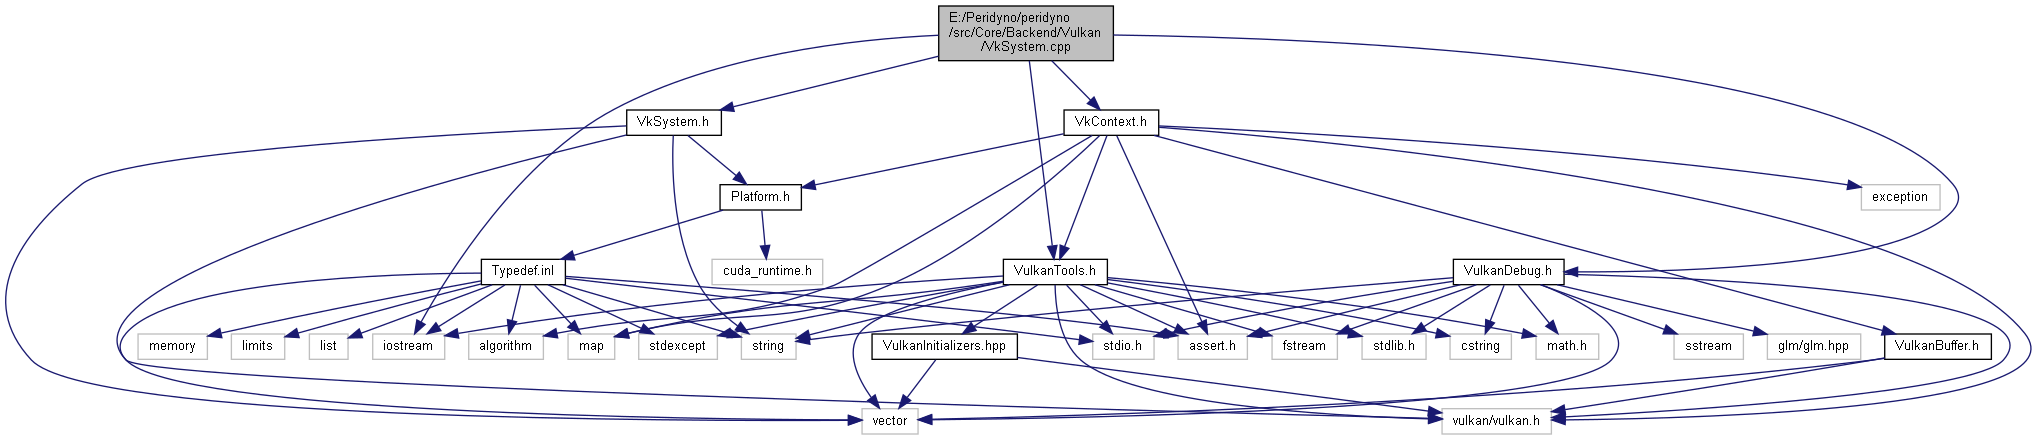 E:/Peridyno/peridyno
/src/Core/Backend/Vulkan
/VkSystem.cpp
VkSystem.h
VkContext.h
Platform.h
exception
Typedef.inl
cuda_runtime.h
VulkanTools.h
VulkanDebug.h
memory
limits
list
iostream
algorithm
map
stdexcept
string
VulkanInitializers.hpp
stdio.h
assert.h
fstream
stdlib.h
cstring
math.h
sstream
glm/glm.hpp
VulkanBuffer.h
vector
vulkan/vulkan.h